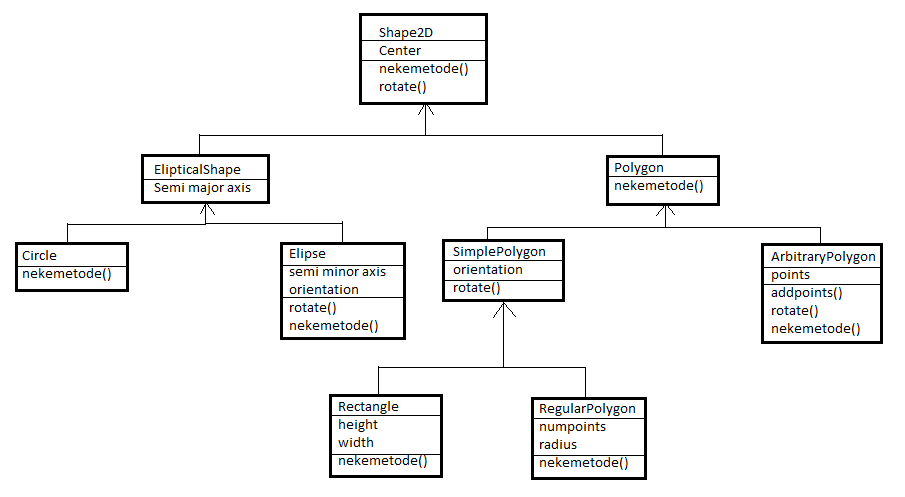 Shape2D
Center
nekemetode()
rotate()
ElipticalShape
Semi major axis
Polygon
nekemetode()
Circle
nekemetode()
Elipse
semi minor axis
orientation
rotate()
nekemetode()
SimplePolygon
orientation
rotate()
ArbitraryPolygon
points
addpoints()
rotate()
nekemetode()
Rectangle
height
width
nekemetode()
RegularPolygon
numpoints
radius
nekemetode()